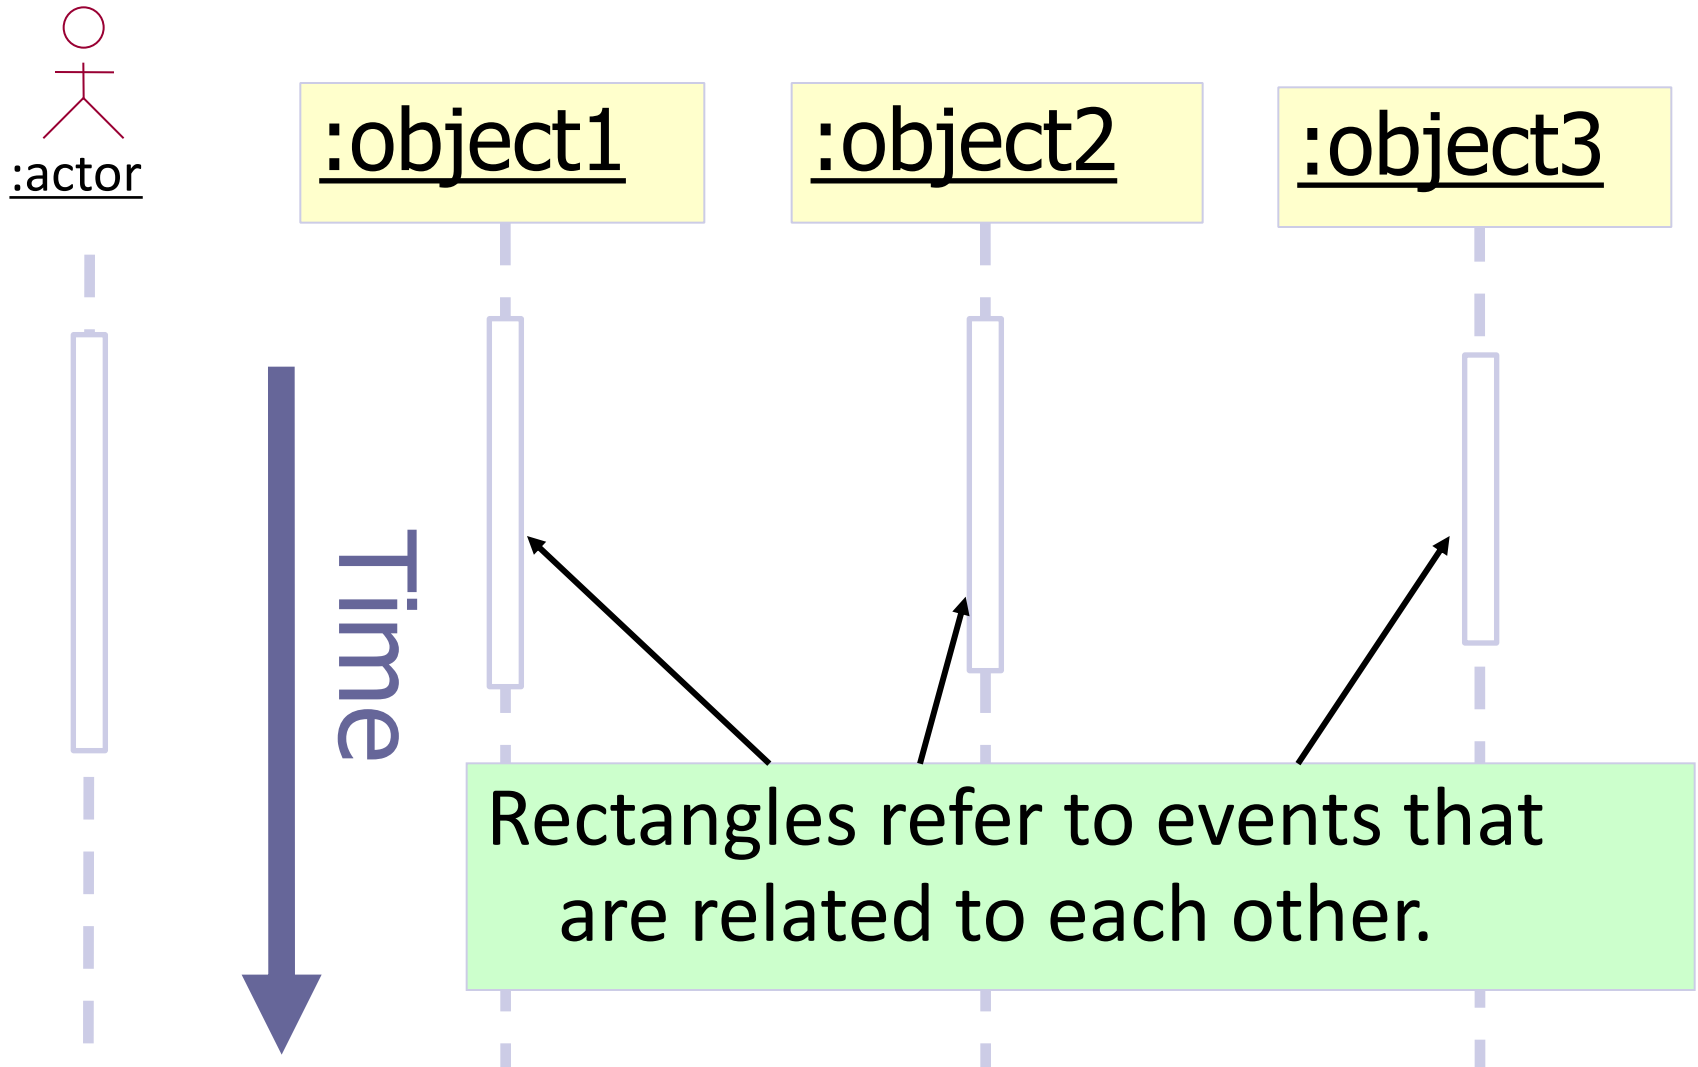 :actor
:object1
:object2
:object3
Time
Rectangles refer to events that
are related to each other.